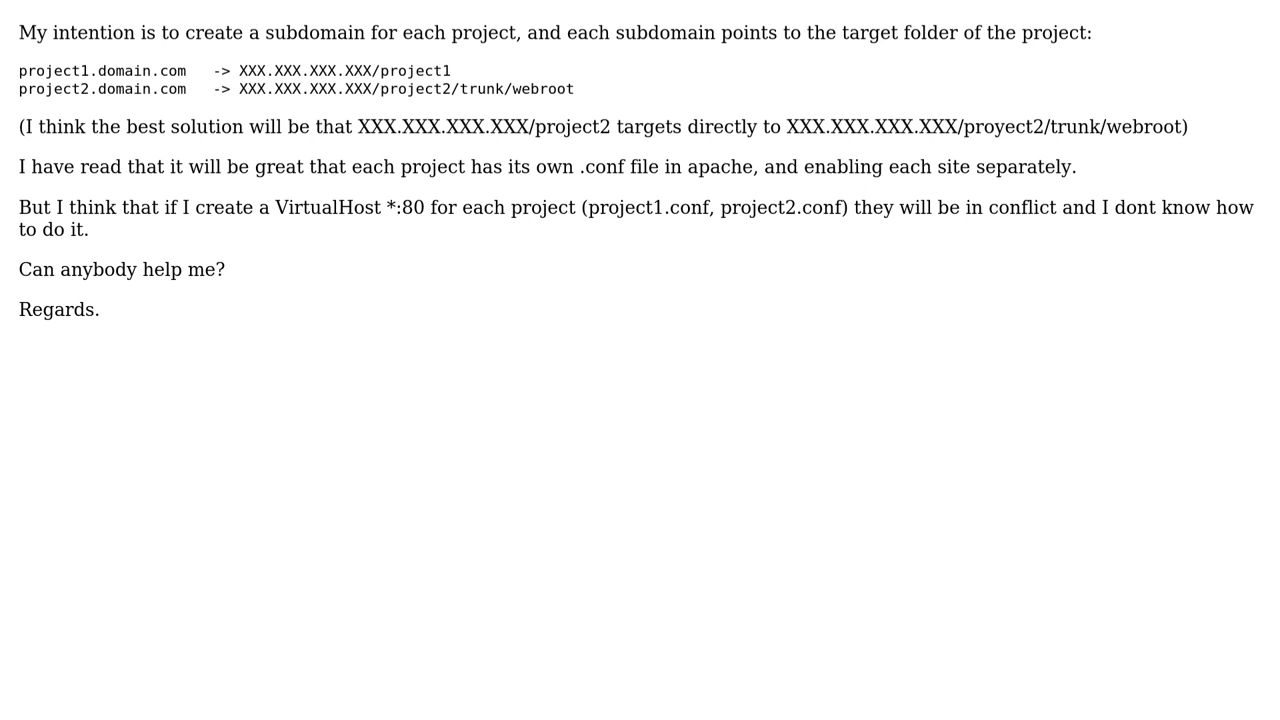 My intention is to create a subdomain for each project, and each subdomain points to the target folder of the project:
project1.domain.com   -> XXX.XXX.XXX.XXX/project1
project2.domain.com   -> XXX.XXX.XXX.XXX/project2/trunk/webroot
(I think the best solution will be that XXX.XXX.XXX.XXX/project2 targets directly to XXX.XXX.XXX.XXX/proyect2/trunk/webroot)
I have read that it will be great that each project has its own .conf file in apache, and enabling each site separately.
But I think that if I create a VirtualHost *:80 for each project (project1.conf, project2.conf) they will be in conflict and I dont know how
to do it.
Can anybody help me?
Regards.